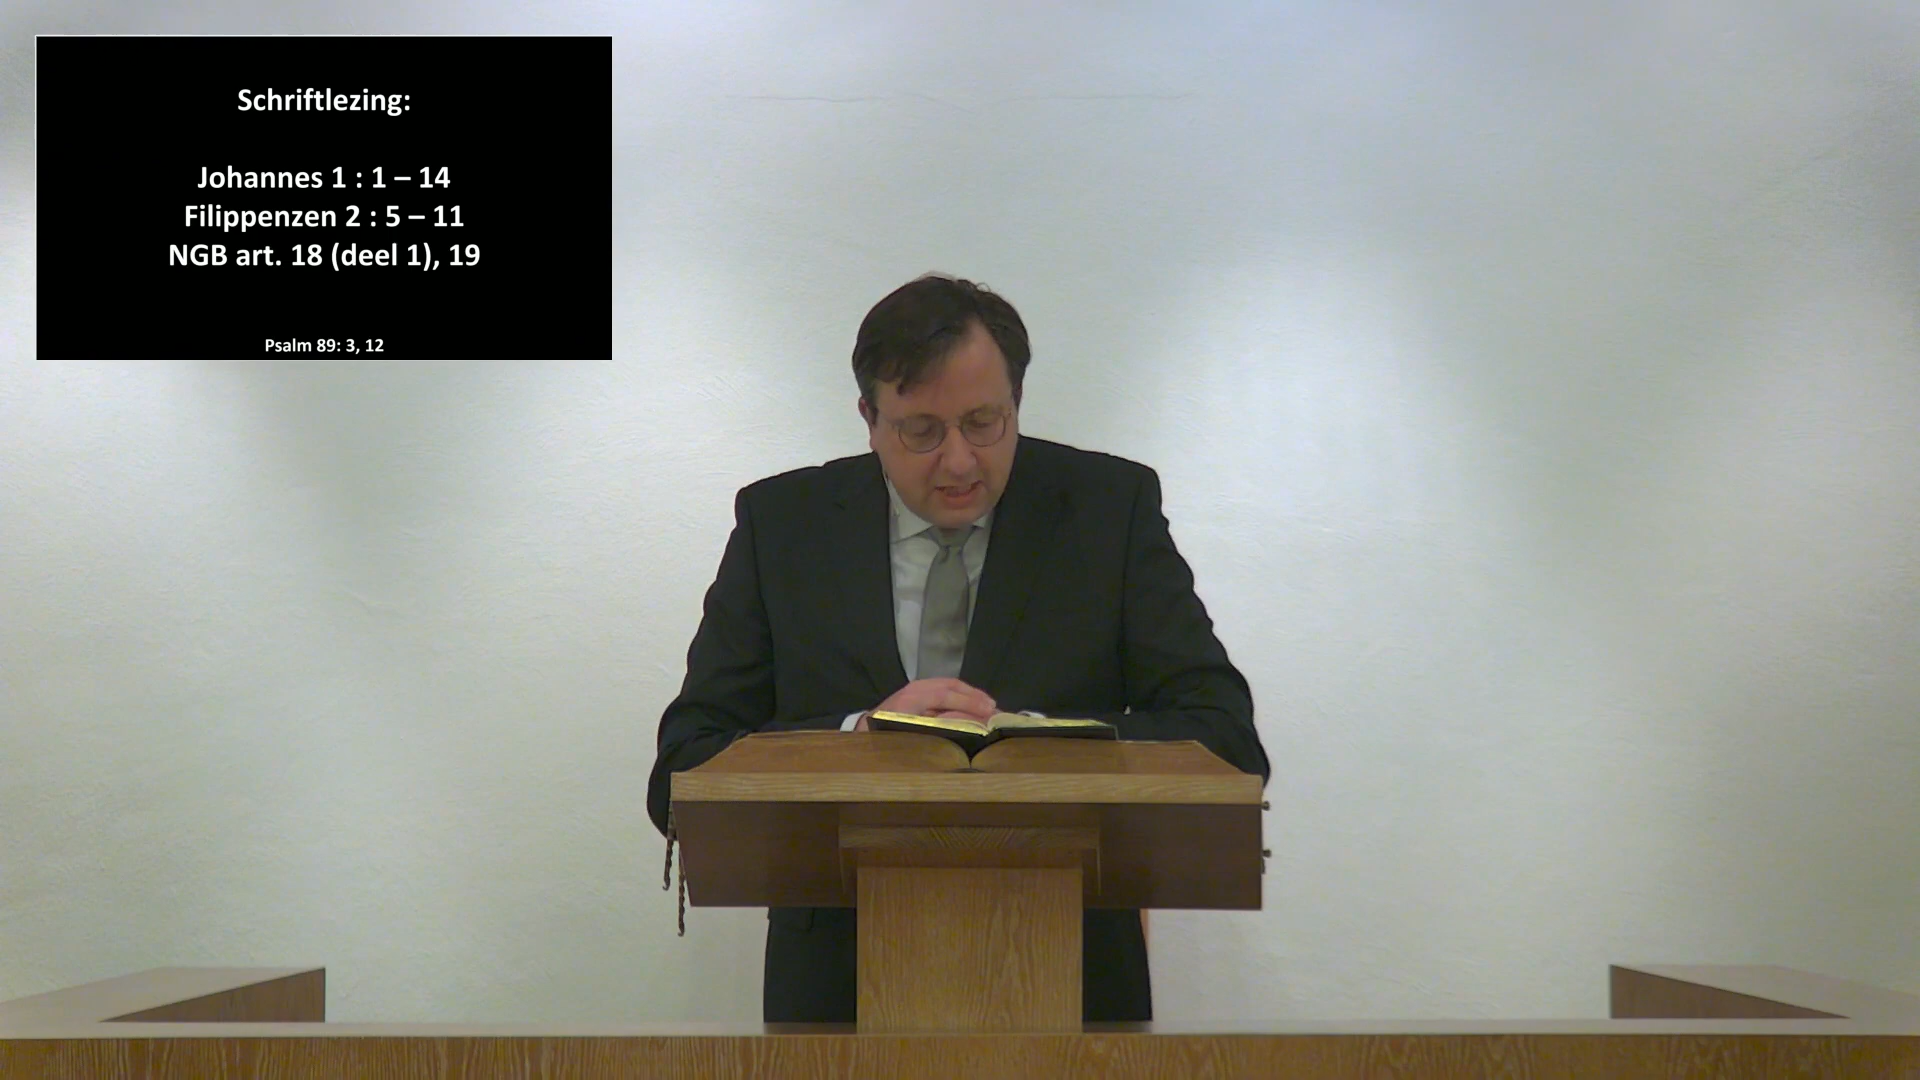 Schriftlezing:
Johannes 1 : 1 – 14
Filippenzen 2 : 5 – 11
NGB art. 18 (deel 1), 19
Psalm 89: 3, 12